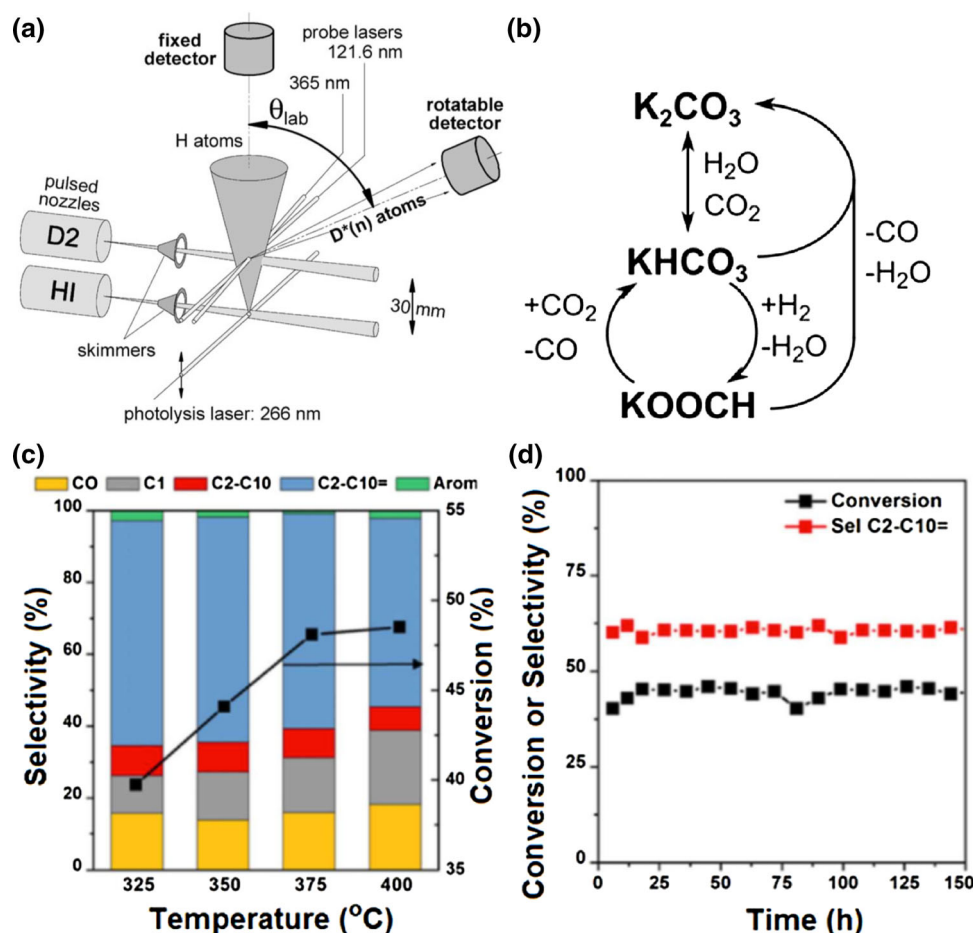 (a)
fixed
detector
probe lasers
121.6 nm
365 nm
θlab
rotatable
detector
H atoms
pulsed
nozzles
D2
D*(n) atoms
HI
30 mm
skimmers
photolysis laser: 266 nm
(b)
K₂CO₃
H₂O
CO₂
KHCO₃
-CO
-H₂O
+CO₂
-CO
+H₂
-H₂O
KOOCH
(c)
CO C1 C2-C10 C2-C10= Arom
Selectivity (%)
100
80
60
40
20
0
55
50
45
40
35
Conversion (%)
325 350 375 400
Temperature (°C)
(d)
Conversion or Selectivity (%)
100
75
50
25
0
Conversion
Sel C2-C10=
0 25 50 75 100 125 150
Time (h)